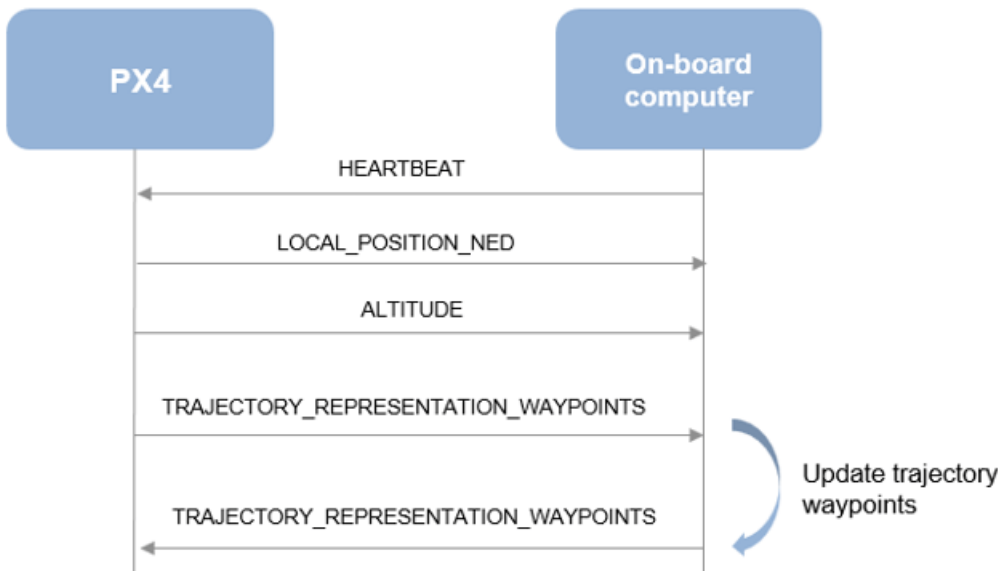 PX4
On-board
computer
HEARTBEAT
LOCAL_POSITION_NED
ALTITUDE
TRAJECTORY_REPRESENTATION_WAYPOINTS
Update trajectory
waypoints
TRAJECTORY_REPRESENTATION_WAYPOINTS